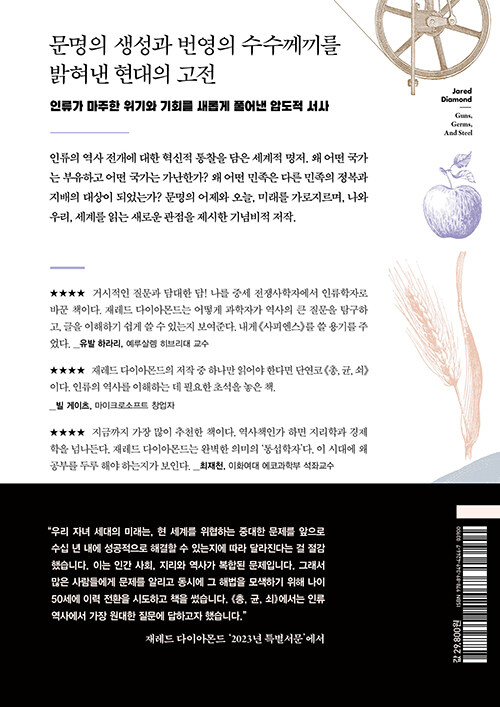 문명의 생성과 번영의 수수께끼를
밝혀낸 현대의 고전
인류가 마주한 위기와 기회를 새롭게 풀어낸 압도적 서사
Jared
Diamond
Guns,
Germs,
And Steel
인류의 역사 전개에 대한 혁신적 통찰을 담은 세계적 명저. 왜 어떤 국가
는 부유하고 어떤 국가는 가난한가? 왜 어떤 민족은 다른 민족의 정복과
지배의 대상이 되었는가? 문명의 어제와 오늘, 미래를 가로지르며, 나와
우리, 세계를 읽는 새로운 관점을 제시한 기념비적 저작.
★★★★ 거시적인 질문과 담대한 답! 나를 중세 전쟁사학자에서 인류학자로
바꾼 책이다. 재레드 다이아몬드는 어떻게 과학자가 역사의 큰 질문을 탐구하
고, 글을 이해하기 쉽게 쓸 수 있는지 보여준다. 내게 《사피엔스》를 쓸 용기를 주
었다. _유발 하라리, 예루살렘 히브리대 교수
★★★★ 재레드 다이아몬드의 저작 중 하나만 읽어야 한다면 단연코 《총, 균, 쇠》
이다. 인류의 역사를 이해하는 데 필요한 초석을 놓은 책.
_빌 게이츠, 마이크로소프트 창업자
★★★★ 지금까지 가장 많이 추천한 책이다. 역사책인가 하면 지리학과 경제
학을 넘나든다. 재레드 다이아몬드는 완벽한 의미의 '통섭학자'다. 이 시대에 왜
공부를 두루 해야 하는지가 보인다. _최재천, 이화여대 에코과학부 석좌교수
"우리 자녀 세대의 미래는, 현 세계를 위협하는 중대한 문제를 앞으로
수십 년 내에 성공적으로 해결할 수 있는지에 따라 달라진다는 걸 절감
했습니다. 이는 인간 사회, 지리와 역사가 복합된 문제입니다. 그래서
많은 사람들에게 문제를 알리고 동시에 그 해법을 모색하기 위해 나이
50세에 이력 전환을 시도하고 책을 썼습니다. 《총, 균, 쇠》에서는 인류
역사에서 가장 원대한 질문에 답하고자 했습니다."
재레드 다이아몬드 '2023년 특별서문'에서
ISBN 978-89-349-4244-7 03900
값 29,800원